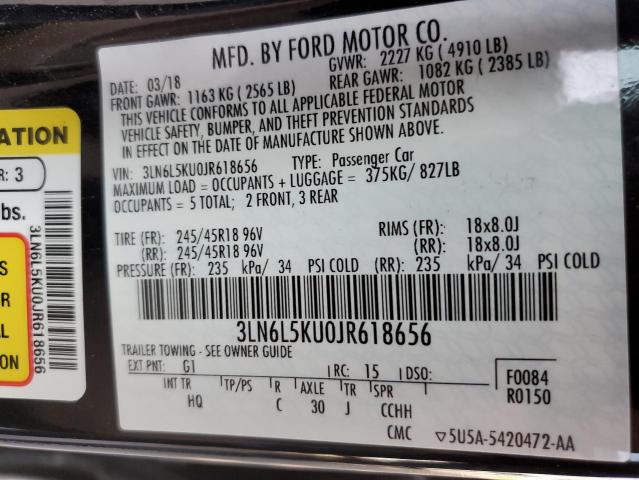 MFD. BY FORD MOTOR CO.
DATE: 03/18
GVWR: 2227 KG ( 4910 LB)
FRONT GAWR: 1163 KG ( 2565 LB)
REAR GAWR: 1082 KG ( 2385 LB)
THIS VEHICLE CONFORMS TO ALL APPLICABLE FEDERAL MOTOR
VEHICLE SAFETY, BUMPER, AND THEFT PREVENTION STANDARDS
IN EFFECT ON THE DATE OF MANUFACTURE SHOWN ABOVE.
VIN: 3LN6L5KU0JR618656 TYPE: Passenger Car
MAXIMUM LOAD = OCCUPANTS + LUGGAGE = 375KG/ 827LB
OCCUPANTS = 5 TOTAL; 2 FRONT, 3 REAR
TIRE (FR): 245/45R18 96V RIMS (FR): 18x8.0J
(RR): 245/45R18 96V (RR): 18x8.0J
PRESSURE (FR): 235 kPa/ 34 PSI COLD (RR): 235 kPa/ 34 PSI COLD
3LN6L5KU0JR618656
TRAILER TOWING - SEE OWNER GUIDE
EXT PNT: G1 RC: 15 DSO:
INT TR TP/PS R AXLE TR SPR
HQ C 30 J CCHH
F0084
R0150
CMC ▽5U5A-5420472-AA
ATION
R: 3
bs.
3LN6L5KU0JR618656
S
R
L
ION